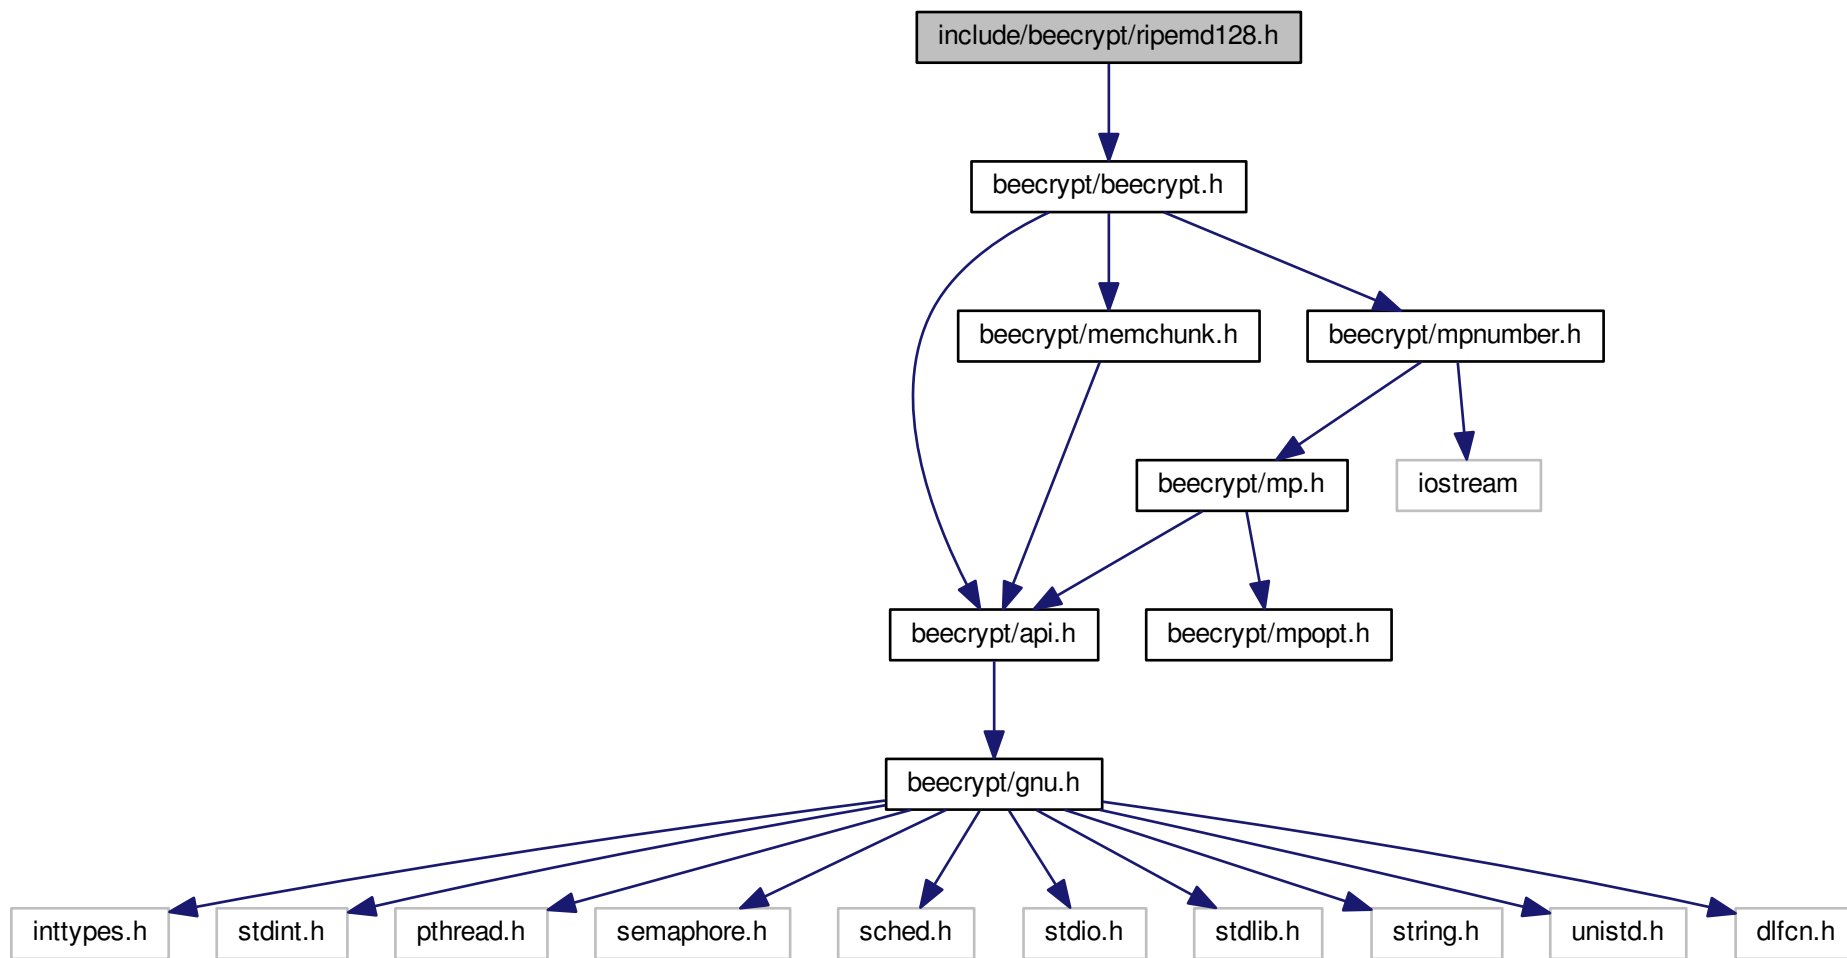 include/beecrypt/ripemd128.h
beecrypt/beecrypt.h
beecrypt/memchunk.h
beecrypt/mpnumber.h
beecrypt/mp.h
iostream
beecrypt/api.h
beecrypt/mpopt.h
beecrypt/gnu.h
inttypes.h
stdint.h
pthread.h
semaphore.h
sched.h
stdio.h
stdlib.h
string.h
unistd.h
dlfcn.h